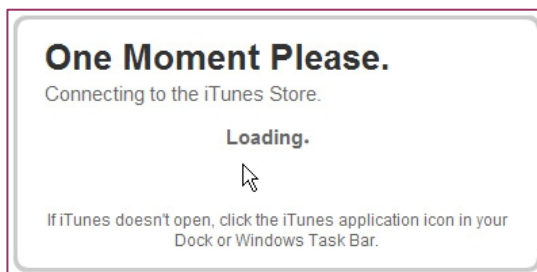 One Moment Please.
Connecting to the iTunes Store.
Loading.
If iTunes doesn't open, click the iTunes application icon in your
Dock or Windows Task Bar.